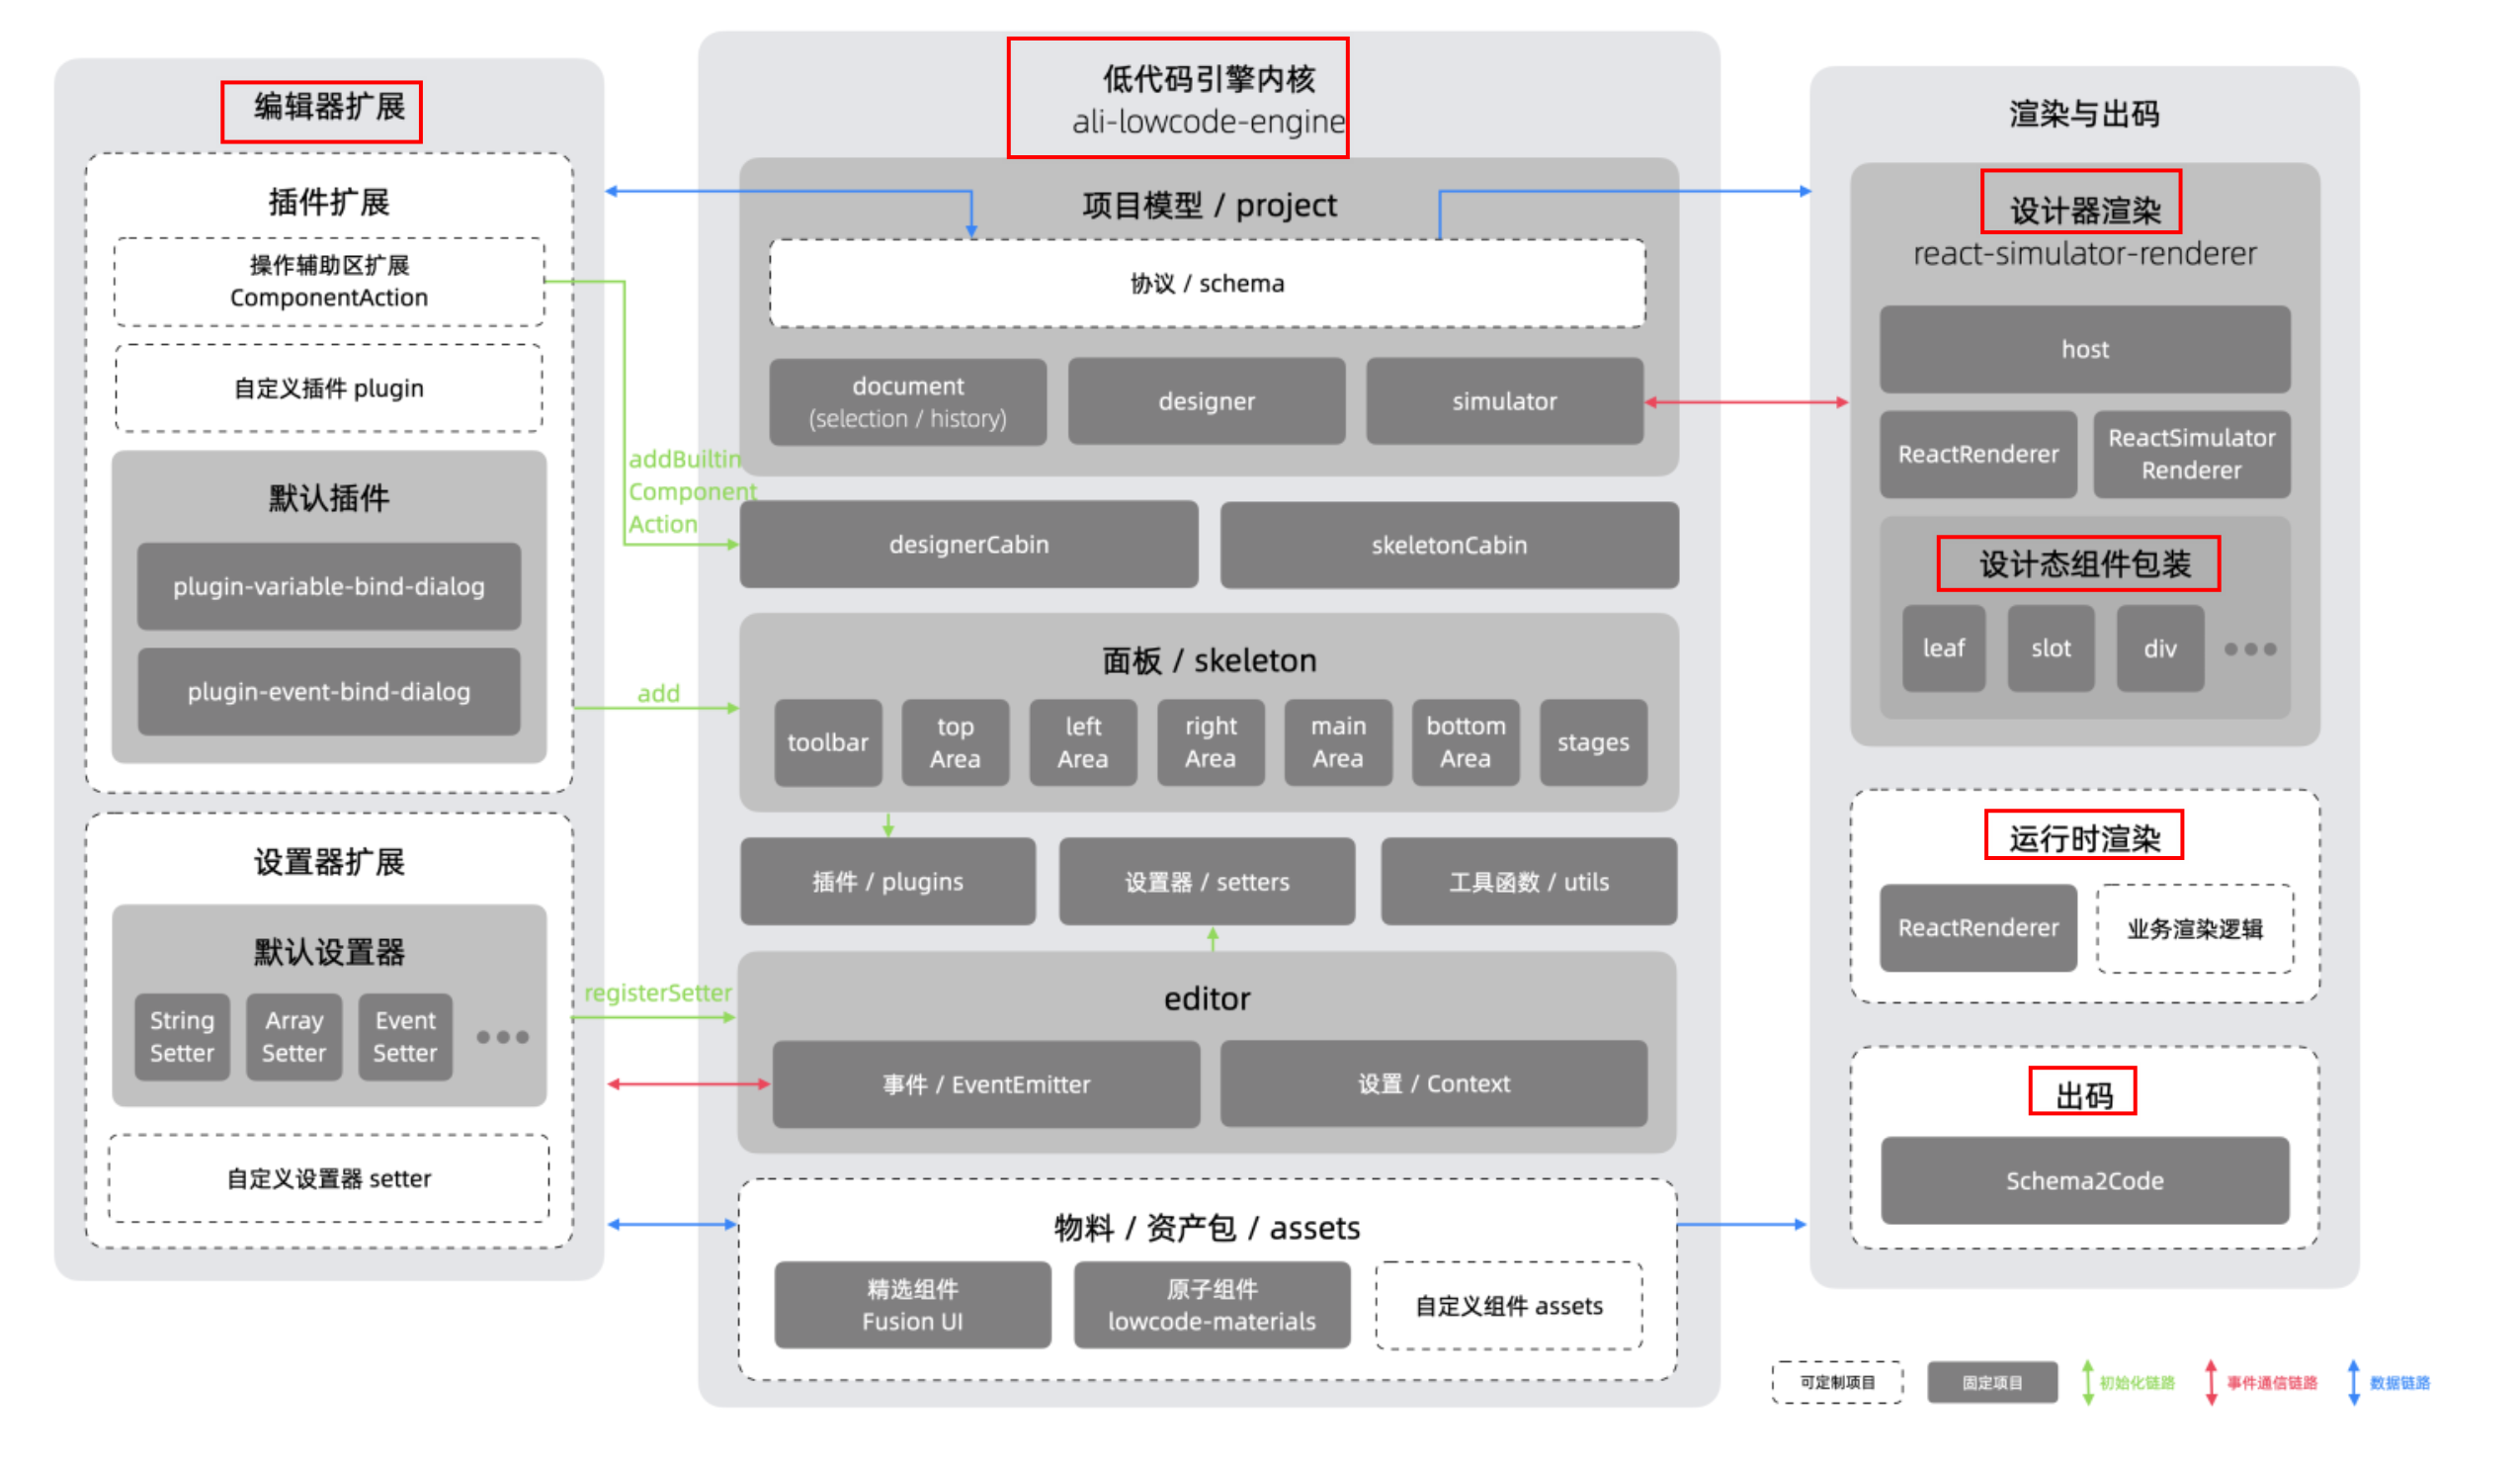 编辑器扩展
插件扩展
操作辅助区扩展
ComponentAction
自定义插件 plugin
默认插件
plugin-variable-bind-dialog
plugin-event-bind-dialog
设置器扩展
默认设置器
String
Setter
Array
Setter
Event
Setter
自定义设置器 setter
addBuiltin
Component
Action
add
registerSetter
低代码引擎内核
ali-lowcode-engine
项目模型 / project
协议 / schema
document
(selection / history)
designer
simulator
designerCabin
skeletonCabin
面板 / skeleton
toolbar
top
Area
left
Area
right
Area
main
Area
bottom
Area
stages
插件 / plugins
设置器 / setters
工具函数 / utils
editor
事件 / EventEmitter
设置 / Context
物料 / 资产包 / assets
精选组件
Fusion UI
原子组件
lowcode-materials
自定义组件 assets
渲染与出码
设计器渲染
react-simulator-renderer
host
ReactRenderer
ReactSimulator
Renderer
设计态组件包装
leaf
slot
div
运行时渲染
ReactRenderer
业务渲染逻辑
出码
Schema2Code
可定制项目
固定项目
初始化链路
事件通信链路
数据链路